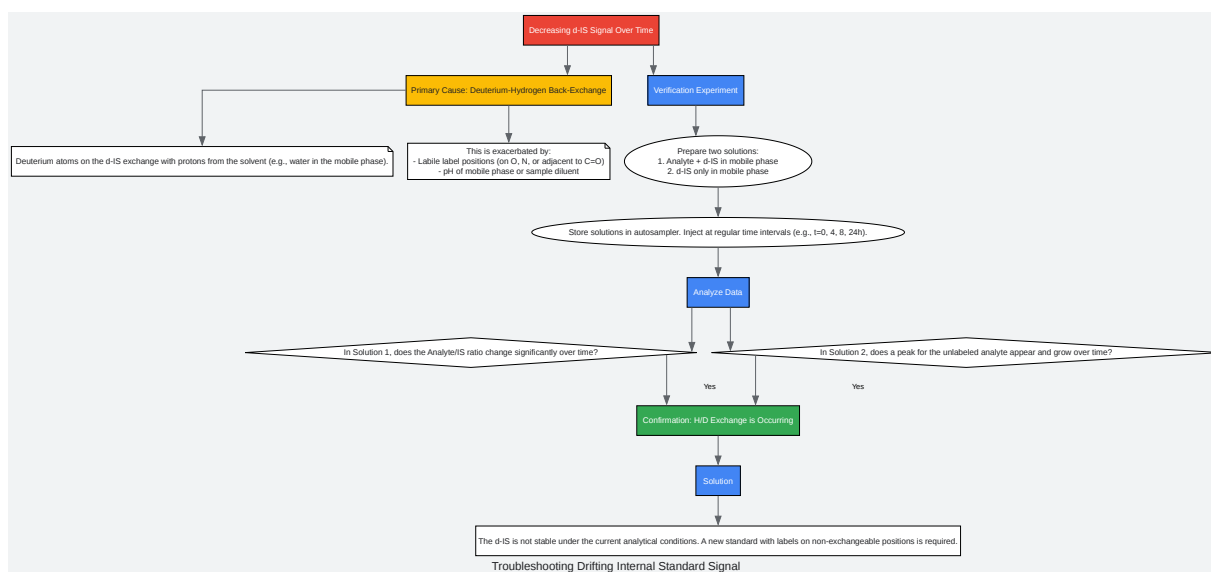 Decreasing d-IS Signal Over Time
Primary Cause: Deuterium-Hydrogen Back-Exchange
Verification Experiment
Deuterium atoms on the d-IS exchange with protons from the solvent (e.g., water in the mobile phase).
This is exacerbated by:
- Labile label positions (on O, N, or adjacent to C=O)
- pH of mobile phase or sample diluent
Prepare two solutions:
1. Analyte + d-IS in mobile phase
2. d-IS only in mobile phase
Store solutions in autosampler. Inject at regular time intervals (e.g., t=0, 4, 8, 24h).
Analyze Data
In Solution 1, does the Analyte/IS ratio change significantly over time?
In Solution 2, does a peak for the unlabeled analyte appear and grow over time?
Yes
Yes
Confirmation: H/D Exchange is Occurring
Solution
The d-IS is not stable under the current analytical conditions. A new standard with labels on non-exchangeable positions is required.
Troubleshooting Drifting Internal Standard Signal